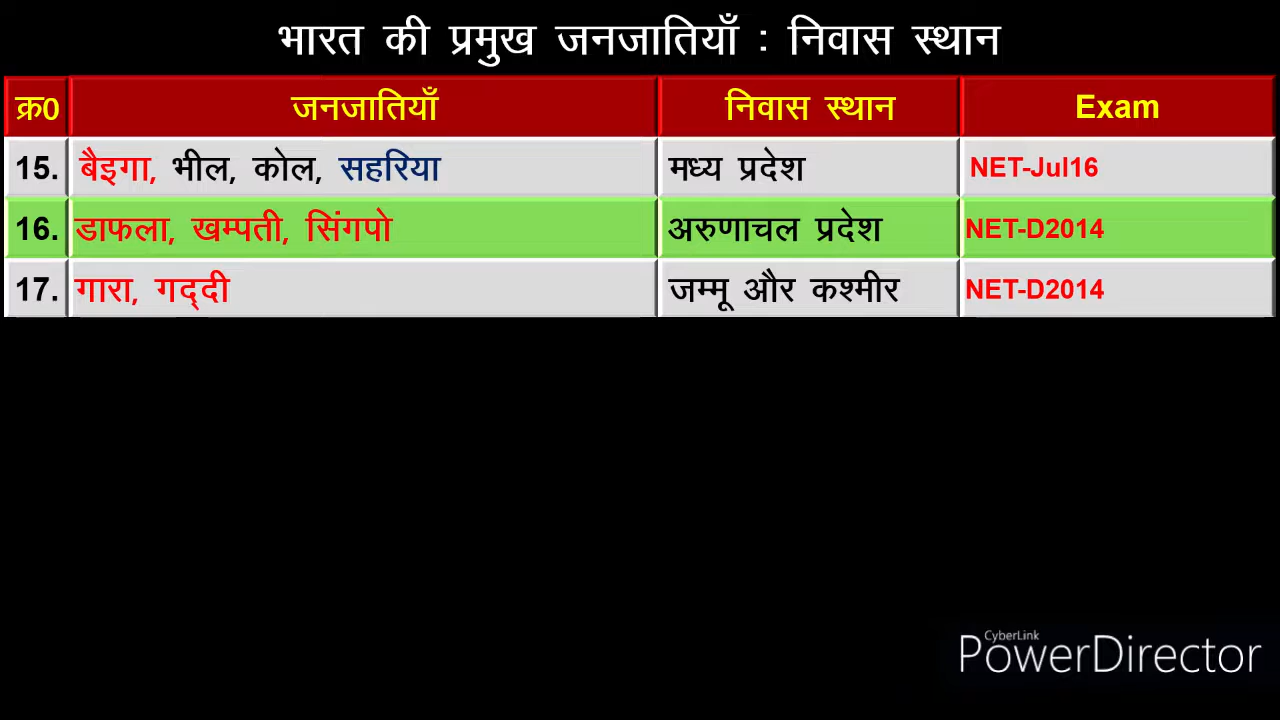 भारत की प्रमुख जनजातियाँ : निवास स्थान
क्र0 जनजातियाँ निवास स्थान Exam
15. बैइगा, भील, कोल, सहरिया मध्य प्रदेश NET-Jul16
16. डाफला, खम्पती, सिंगपो अरुणाचल प्रदेश NET-D2014
17. गारा, गद्दी जम्मू और कश्मीर NET-D2014
CyberLink
PowerDirector